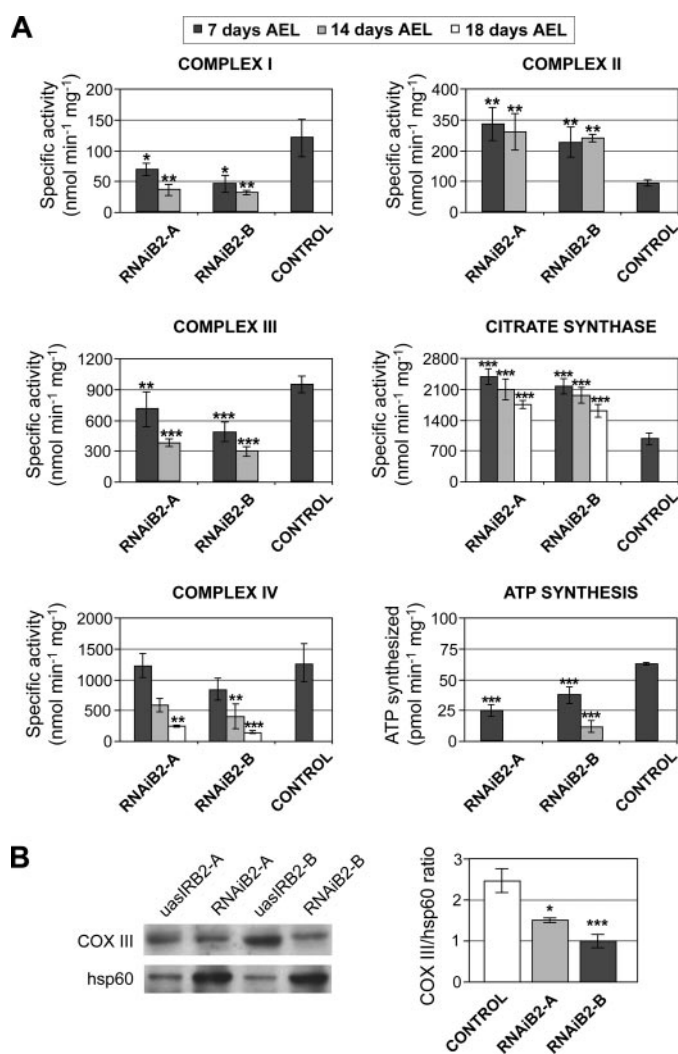 A
7 days AEL 14 days AEL 18 days AEL
COMPLEX I
Specific activity
(nmol min-1 mg-1)
200
150
100
50
0
* ** * **
RNAiB2-A RNAiB2-B CONTROL
COMPLEX II
Specific activity
(nmol min-1 mg-1)
400
350
200
100
0
** ** ** **
RNAiB2-A RNAiB2-B CONTROL
COMPLEX III
Specific activity
(nmol min-1 mg-1)
1200
900
600
300
0
** *** *** ***
RNAiB2-A RNAiB2-B CONTROL
CITRATE SYNTHASE
Specific activity
(nmol min-1 mg-1)
2800
2100
1400
700
0
*** *** *** *** *** ***
RNAiB2-A RNAiB2-B CONTROL
COMPLEX IV
Specific activity
(nmol min-1 mg-1)
1000
500
0
** ** ***
RNAiB2-A RNAiB2-B CONTROL
ATP SYNTHESIS
ATP synthesized
(pmol min-1 mg-1)
100
75
50
25
0
*** *** ***
RNAiB2-A RNAiB2-B CONTROL
B
uasIRB2-A RNAiB2-A uasIRB2-B RNAiB2-B
COX III
hsp60
COX III/hsp60 ratio
3
2
1
0
* ***
CONTROL RNAiB2-A RNAiB2-B